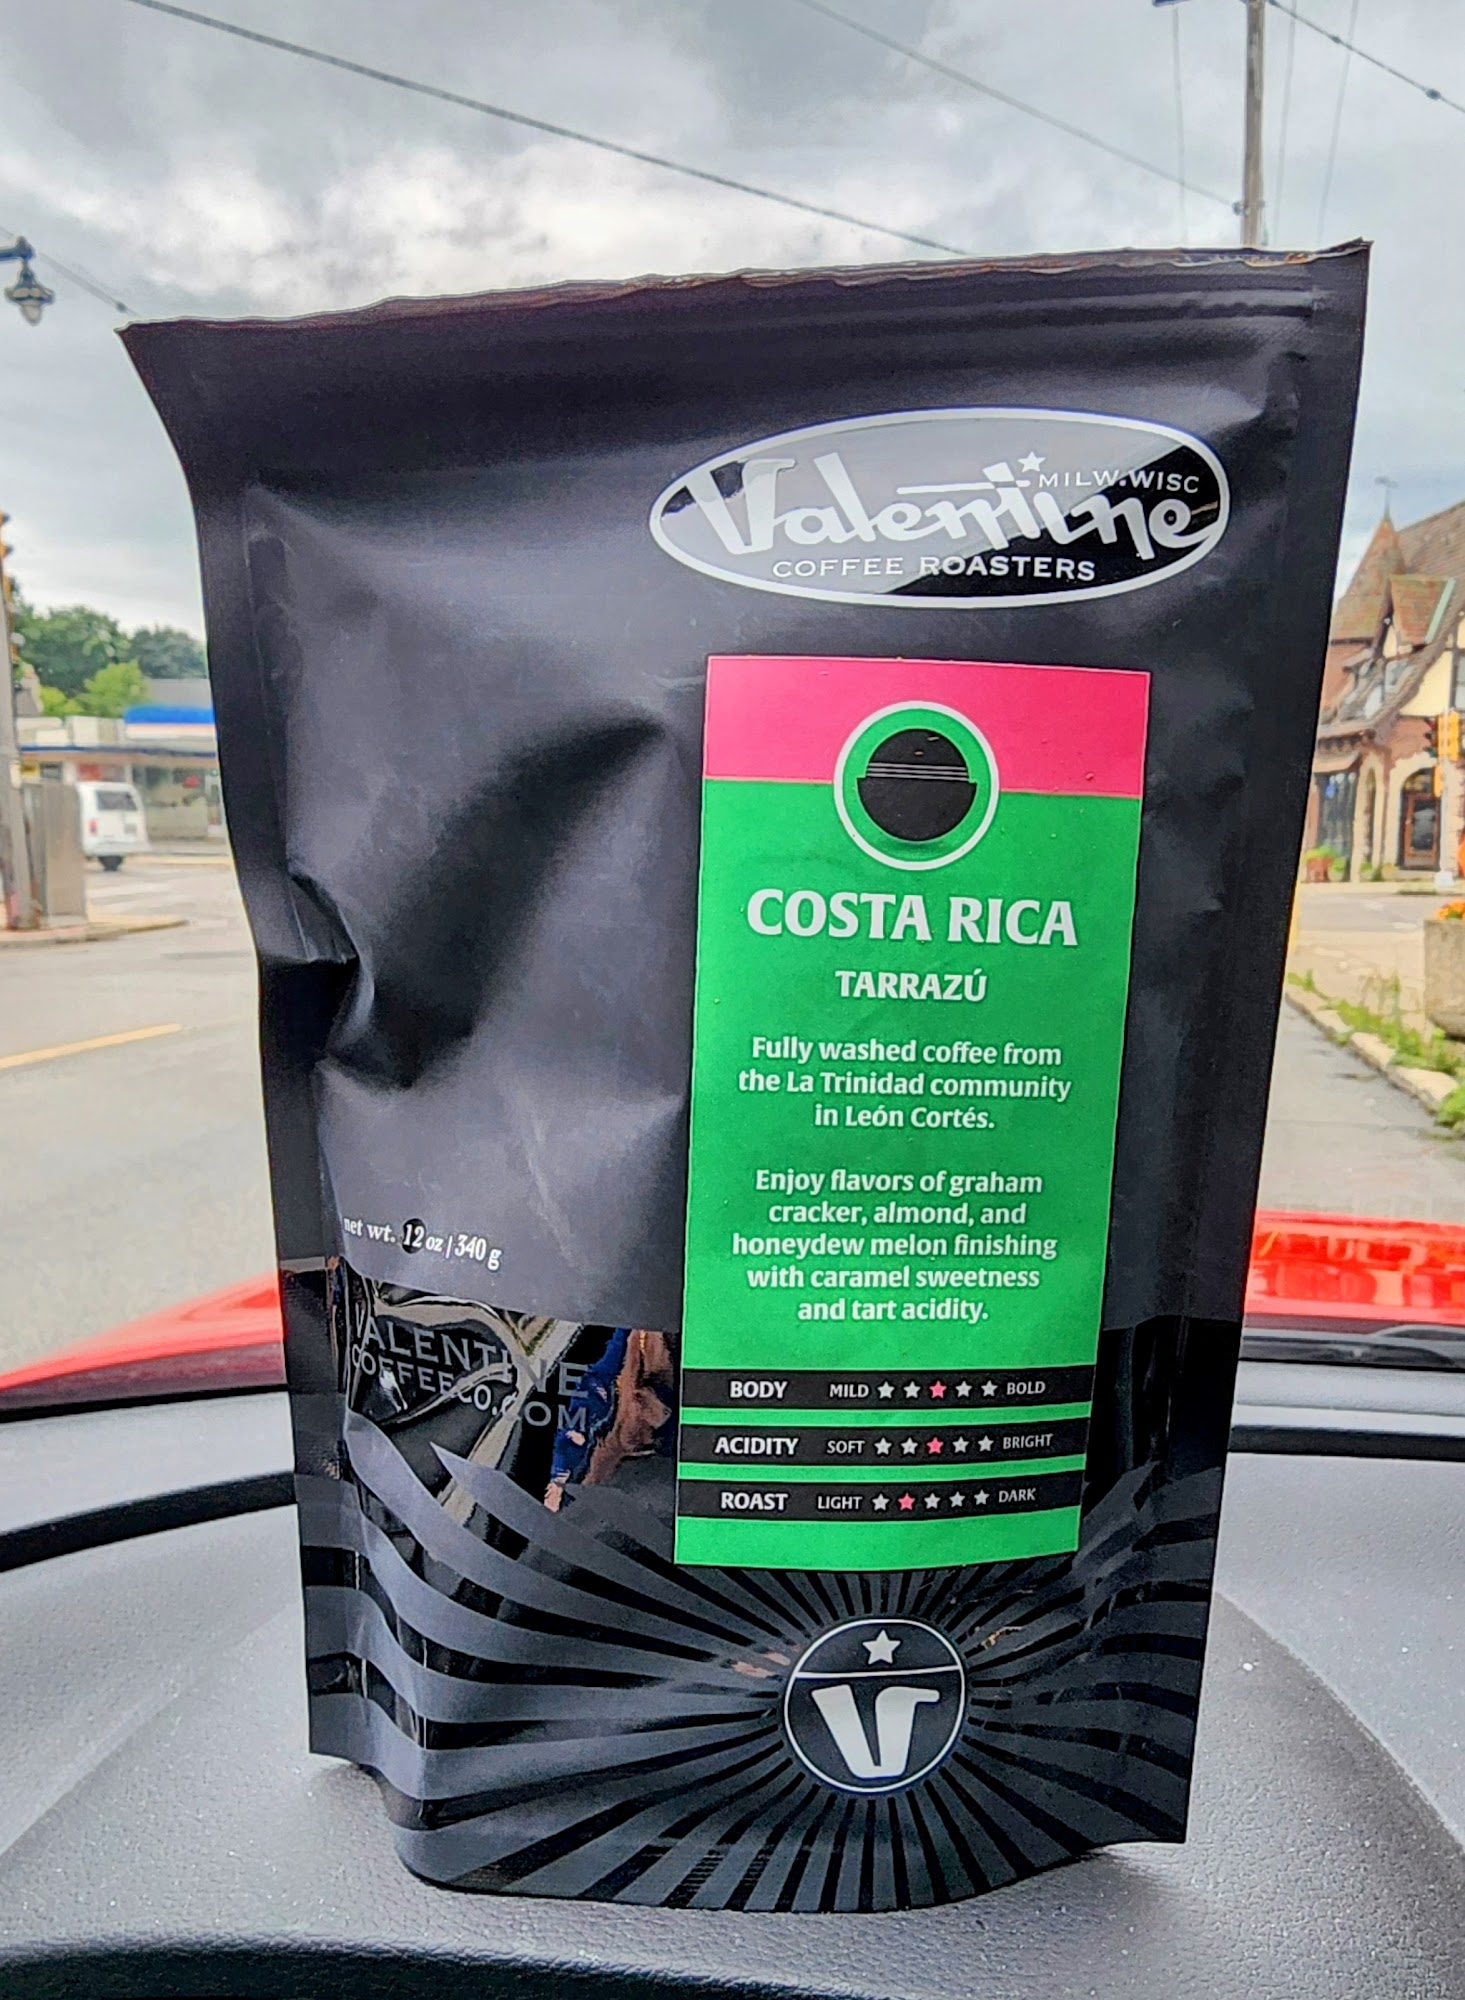 Valentine
MILW.WISC
COFFEE ROASTERS
COSTA RICA
TARRAZÚ
Fully washed coffee from
the La Trinidad community
in León Cortés.
Enjoy flavors of graham
cracker, almond, and
honeydew melon finishing
with caramel sweetness
and tart acidity.
net wt. 12 oz / 340 g
VALENTINE
COFFEECO.COM
BODY MILD ★ ★ ★ ★ ★ BOLD
ACIDITY SOFT ★ ★ ★ ★ ★ BRIGHT
ROAST LIGHT ★ ★ ★ ★ ★ DARK
V